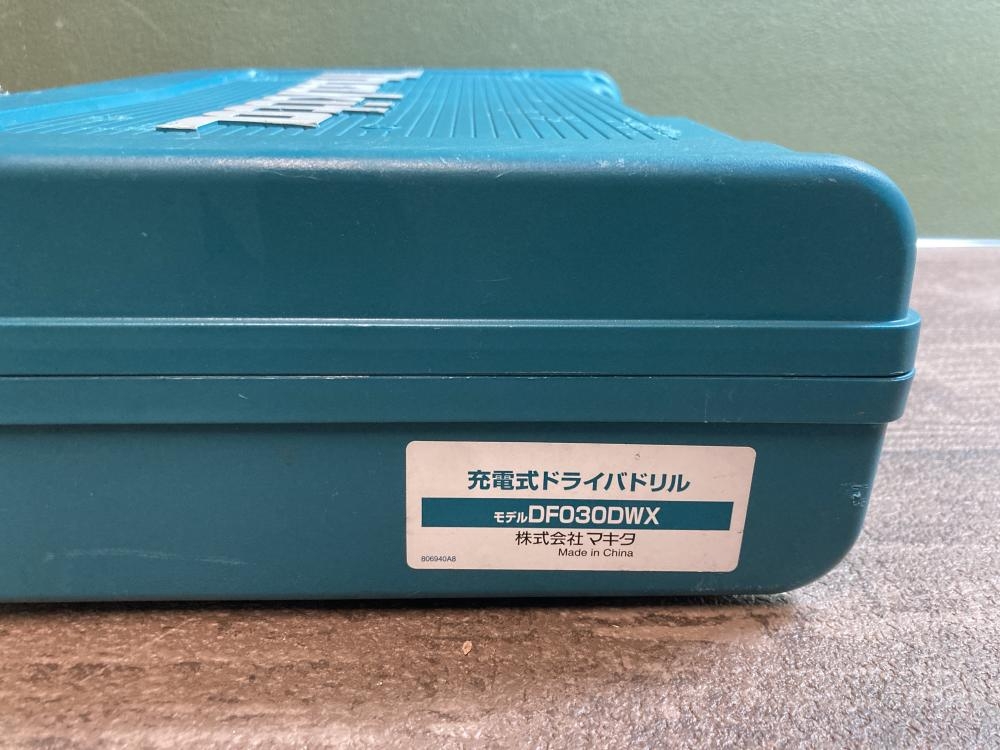 充電式ドライバドリル
モデルDF030DWX
株式会社マキタ
Made in China
806940A8